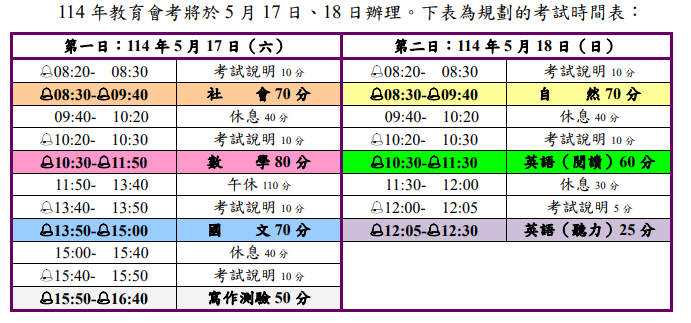 114 年教育會考將於 5 月 17 日、18 日辦理。下表為規劃的考試時間表：
第一日：114 年 5 月 17 日（六） 第二日：114 年 5 月 18 日（日）
08:20- 08:30 考試說明 10 分 08:20- 08:30 考試說明 10 分
08:30-09:40 社 會 70 分 08:30-09:40 自 然 70 分
09:40- 10:20 休息 40 分 09:40- 10:20 休息 40 分
10:20- 10:30 考試說明 10 分 10:20- 10:30 考試說明 10 分
10:30-11:50 數 學 80 分 10:30-11:30 英語（閱讀）60 分
11:50- 13:40 午休 110 分 11:30- 12:00 休息 30 分
13:40- 13:50 考試說明 10 分 12:00- 12:05 考試說明 5 分
13:50-15:00 國 文 70 分 12:05-12:30 英語（聽力）25 分
15:00- 15:40 休息 40 分
15:40- 15:50 考試說明 10 分
15:50-16:40 寫作測驗 50 分